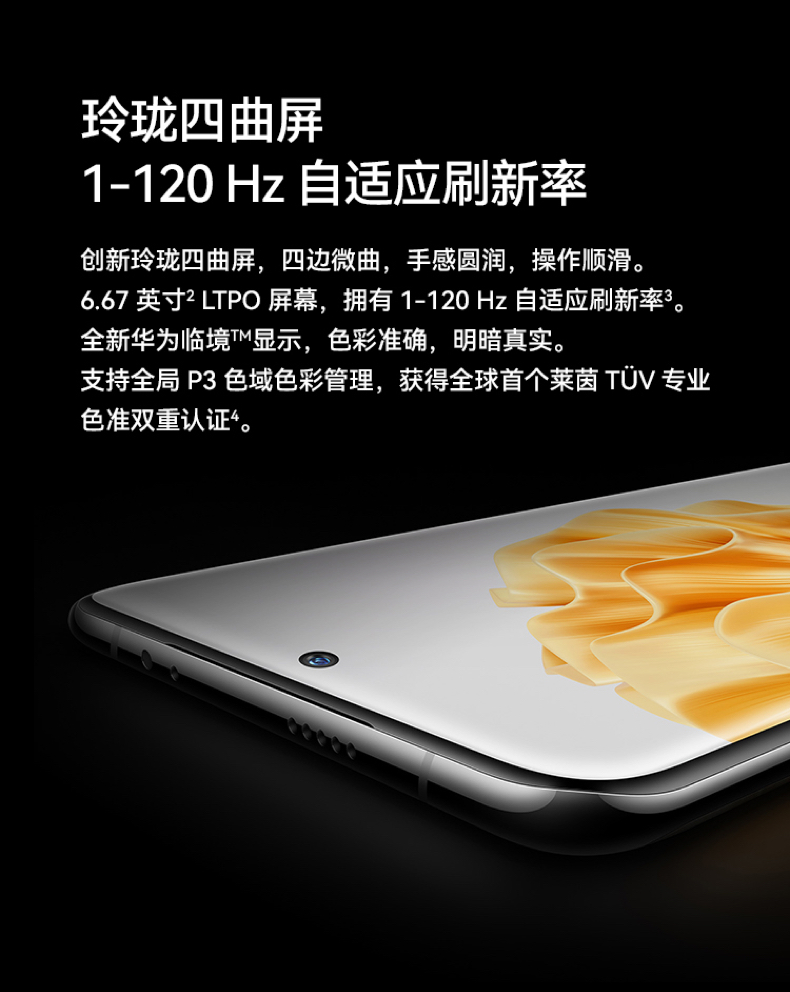 玲珑四曲屏
1-120 Hz 自适应刷新率
创新玲珑四曲屏，四边微曲，手感圆润，操作顺滑。
6.67 英寸² LTPO 屏幕，拥有 1-120 Hz 自适应刷新率³。
全新华为临境™显示，色彩准确，明暗真实。
支持全局 P3 色域色彩管理，获得全球首个莱茵 TÜV 专业
色准双重认证⁴。